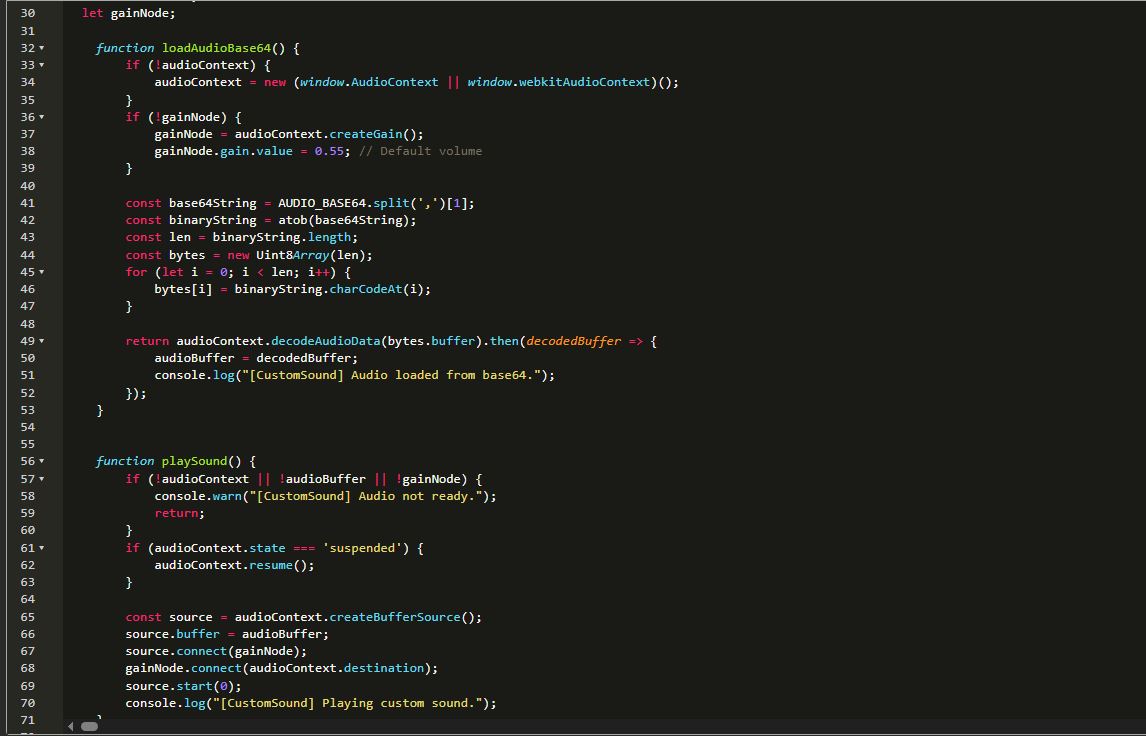 30 let gainNode;
31
32 function loadAudioBase64() {
33     if (!audioContext) {
34         audioContext = new (window.AudioContext || window.webkitAudioContext)();
35     }
36     if (!gainNode) {
37         gainNode = audioContext.createGain();
38         gainNode.gain.value = 0.55; // Default volume
39     }
40
41     const base64String = AUDIO_BASE64.split(',')[1];
42     const binaryString = atob(base64String);
43     const len = binaryString.length;
44     const bytes = new Uint8Array(len);
45     for (let i = 0; i < len; i++) {
46         bytes[i] = binaryString.charCodeAt(i);
47     }
48
49     return audioContext.decodeAudioData(bytes.buffer).then(decodedBuffer => {
50         audioBuffer = decodedBuffer;
51         console.log("[CustomSound] Audio loaded from base64.");
52     });
53 }
54
55
56 function playSound() {
57     if (!audioContext || !audioBuffer || !gainNode) {
58         console.warn("[CustomSound] Audio not ready.");
59         return;
60     }
61     if (audioContext.state === 'suspended') {
62         audioContext.resume();
63     }
64
65     const source = audioContext.createBufferSource();
66     source.buffer = audioBuffer;
67     source.connect(gainNode);
68     gainNode.connect(audioContext.destination);
69     source.start(0);
70     console.log("[CustomSound] Playing custom sound.");
71 }